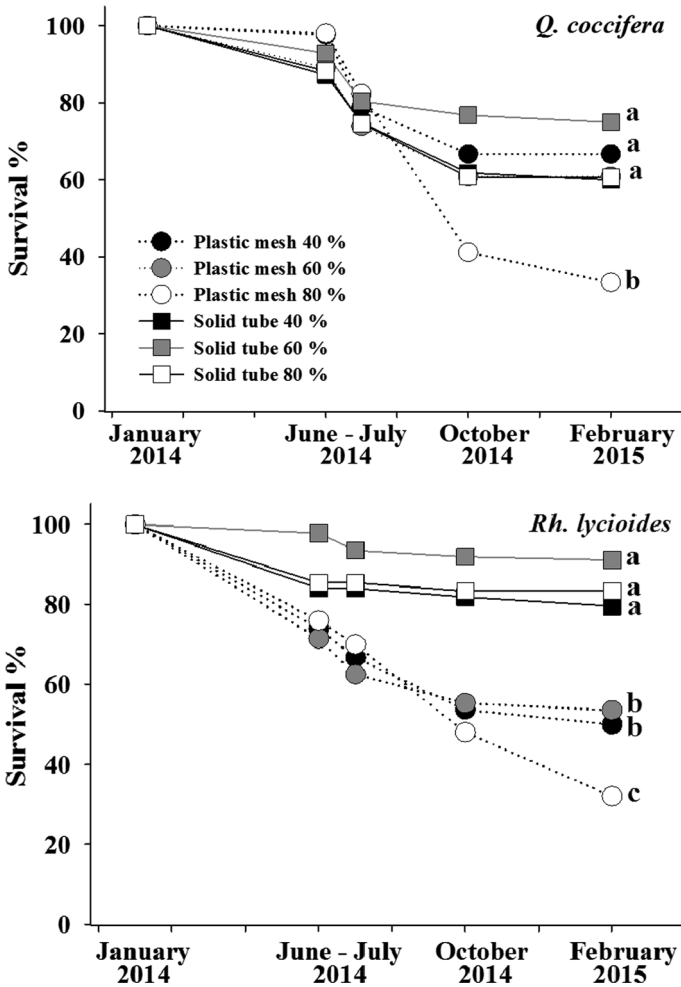 Q. coccifera
100
80
60
40
20
0
Survival %
Plastic mesh 40 %
Plastic mesh 60 %
Plastic mesh 80 %
Solid tube 40 %
Solid tube 60 %
Solid tube 80 %
a
a
a
b
January June - July October February
2014 2014 2014 2015
Rh. lycioides
100
80
60
40
20
0
Survival %
a
a
a
b
b
c
January June - July October February
2014 2014 2014 2015